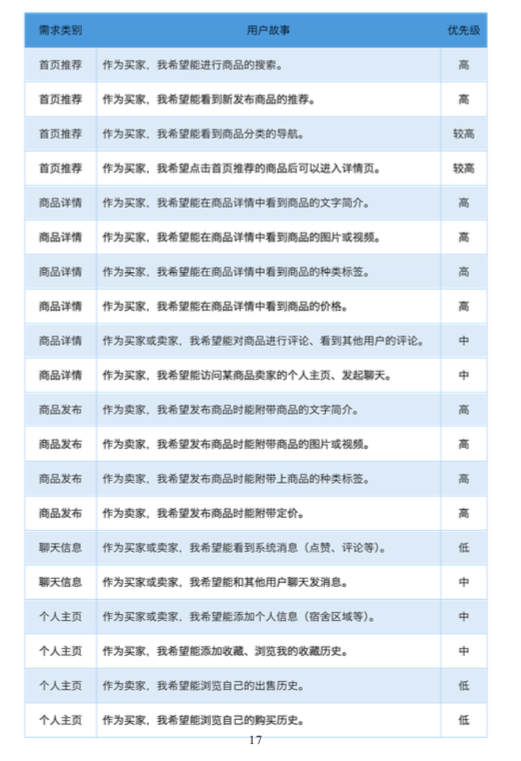 需求类别 用户故事 优先级
首页推荐 作为买家，我希望能进行商品的搜索。 高
首页推荐 作为买家，我希望能看到新发布商品的推荐。 高
首页推荐 作为买家，我希望能看到商品分类的导航。 较高
首页推荐 作为买家，我希望点击首页推荐的商品后可以进入详情页。 较高
商品详情 作为买家，我希望能在商品详情中看到商品的文字简介。 高
商品详情 作为买家，我希望能在商品详情中看到商品的图片或视频。 高
商品详情 作为买家，我希望能在商品详情中看到商品的种类标签。 高
商品详情 作为买家，我希望能在商品详情中看到商品的价格。 高
商品详情 作为买家或卖家，我希望能对商品进行评论、看到其他用户的评论。 中
商品详情 作为买家，我希望能访问某商品卖家的个人主页、发起聊天。 中
商品发布 作为卖家，我希望发布商品时能附带商品的文字简介。 高
商品发布 作为卖家，我希望发布商品时能附带商品的图片或视频。 高
商品发布 作为卖家，我希望发布商品时能附带上商品的种类标签。 高
商品发布 作为卖家，我希望发布商品时能附带定价。 高
聊天信息 作为买家或卖家，我希望能看到系统消息（点赞、评论等）。 低
聊天信息 作为买家或卖家，我希望能和其他用户聊天发消息。 中
个人主页 作为买家或卖家，我希望能添加个人信息（宿舍区域等）。 中
个人主页 作为买家，我希望能添加收藏、浏览我的收藏历史。 中
个人主页 作为卖家，我希望能浏览自己的出售历史。 低
个人主页 作为买家，我希望能浏览自己的购买历史。 低
17